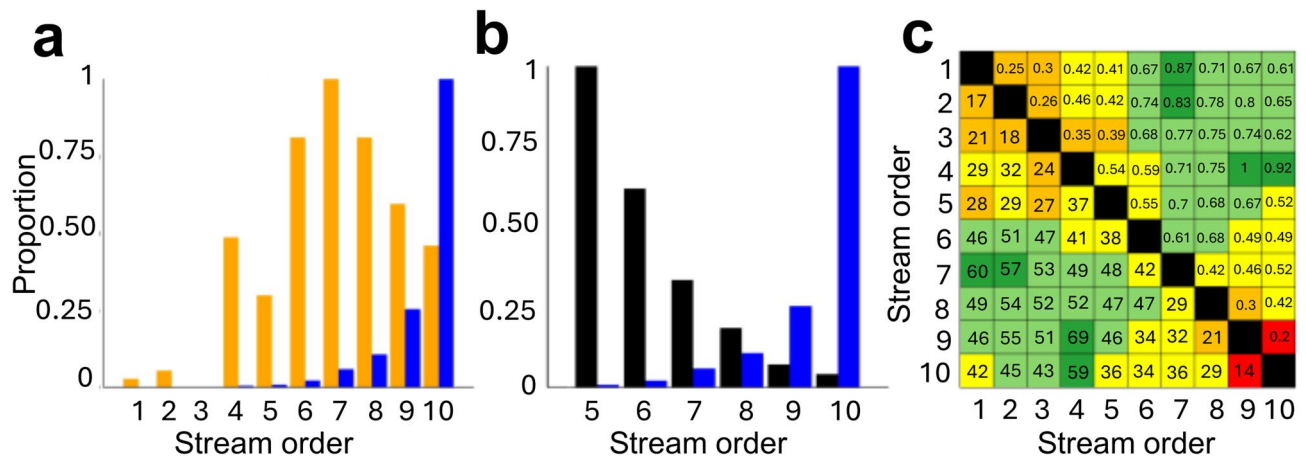 a
1
0.75
0.50
0.25
0
Proportion
1 2 3 4 5 6 7 8 9 10
Stream order
b
1
0.75
0.50
0.25
0
5 6 7 8 9 10
Stream order
c
Stream order
1 0.25 0.3 0.42 0.41 0.67 0.87 0.71 0.67 0.61
2 17 0.26 0.46 0.42 0.74 0.83 0.78 0.8 0.65
3 21 18 0.35 0.39 0.68 0.77 0.75 0.74 0.62
4 29 32 24 0.54 0.59 0.71 0.75 1 0.92
5 28 29 27 37 0.55 0.7 0.68 0.67 0.52
6 46 51 47 41 38 0.61 0.68 0.49 0.49
7 60 57 53 49 48 42 0.42 0.46 0.52
8 49 54 52 52 47 47 29 0.3 0.42
9 46 55 51 69 46 34 32 21 0.2
10 42 45 43 59 36 34 36 29 14
1 2 3 4 5 6 7 8 9 10
Stream order